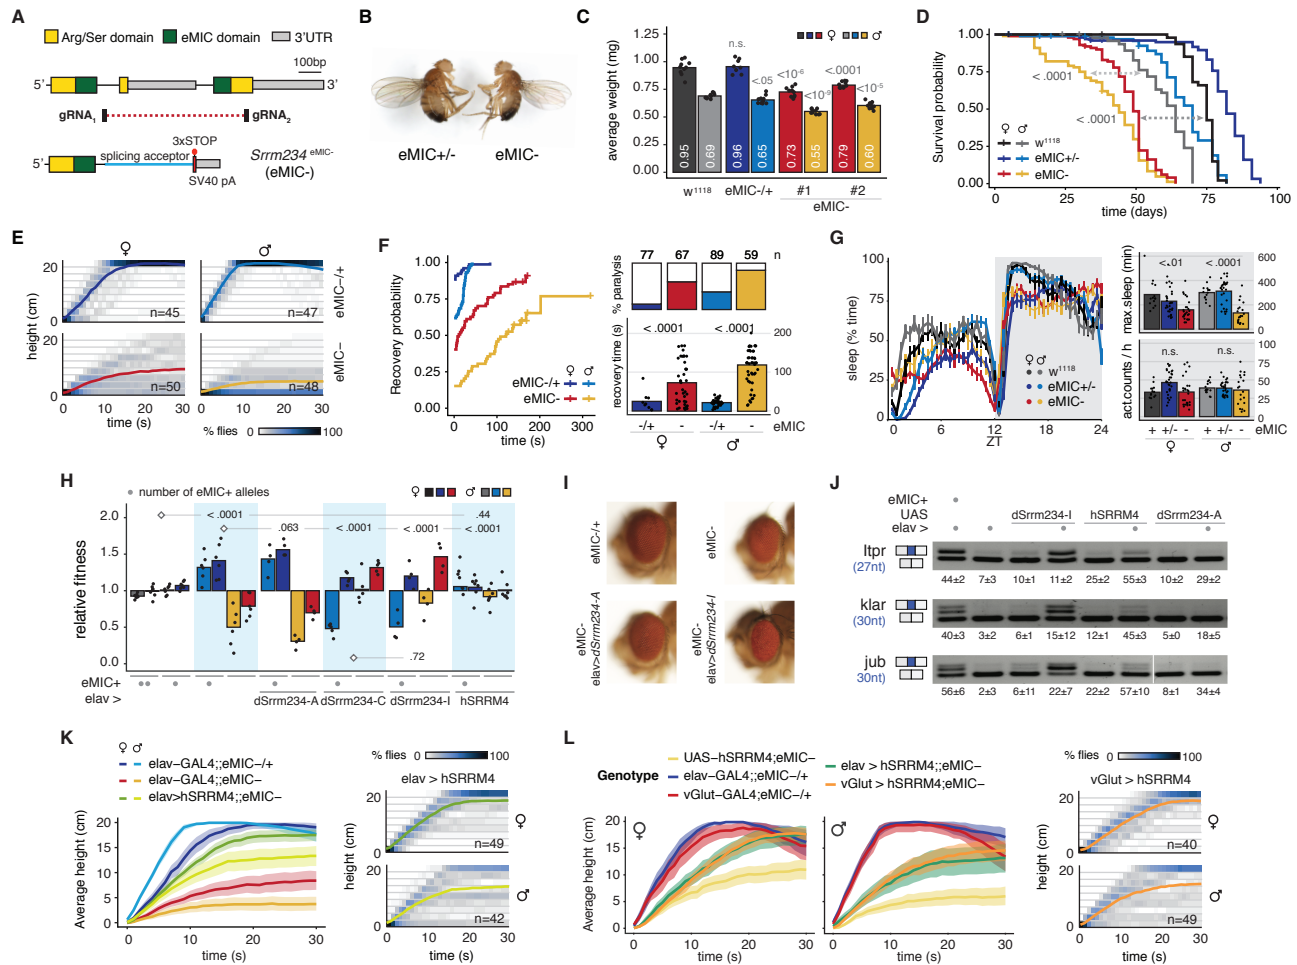 A
Arg/Ser domain
eMIC domain
3'UTR
100bp
5'
3'
gRNA1
gRNA2
3xSTOP
5'
splicing acceptor
SV40 pA
Srrm234 eMIC-
(eMIC-)
B
eMIC+/-
eMIC-
C
average weight (mg)
1.25
1.00
0.75
0.50
0.25
0.00
♀ ♂
n.s.
<.05
<10-6
<10-9
<.0001
<10-5
0.95
0.69
0.96
0.65
0.73
0.55
0.79
0.60
w1118
eMIC-/+
#1
#2
eMIC-
D
Survival probability
1.00
0.75
0.50
0.25
0.00
< .0001
< .0001
♀ ♂
w1118
eMIC+/-
eMIC-
0
25
50
75
100
time (days)
E
♀
♂
height (cm)
20
0
20
0
n=45
n=47
n=50
n=48
eMIC-/+
eMIC-
0 10 20 30
0 10 20 30
time (s)
% flies 0 100
F
Recovery probability
1.00
0.75
0.50
0.25
0.00
♀ ♂
eMIC-/+
eMIC-
0 100 200 300
time (s)
77 67 89 59 n
% paralysis
recovery time (s)
< .0001
< .0001
200
100
0
-/+ - -/+ - eMIC
♀ ♂
G
sleep (% time)
100
75
50
25
0
♀ ♂
w1118
eMIC+/-
eMIC-
0 6 12 18 24
ZT
max.sleep (min)
<.01
<.0001
600
400
200
0
act.counts / h
n.s.
n.s.
100
75
50
25
0
+ +/- - + +/- - eMIC
♀ ♂
H
number of eMIC+ alleles
♀ ♂
relative fitness
2.0
1.5
1.0
0.5
0.0
< .0001
.44
.063
< .0001
< .0001
< .0001
.72
eMIC+
elav >
dSrrm234-A dSrrm234-C dSrrm234-I hSRRM4
I
eMIC-/+
eMIC-
eMIC-
elav>dSrrm234-A
eMIC-
elav>dSrrm234-I
J
eMIC+
UAS
elav >
dSrrm234-I
hSRRM4
dSrrm234-A
Itpr
(27nt)
44±2 7±3 10±1 11±2 25±2 55±3 10±2 29±2
klar
(30nt)
40±3 3±2 6±1 15±12 12±1 45±3 5±0 18±5
jub
30nt)
56±6 2±3 6±11 22±7 22±2 57±10 8±1 34±4
K
♀ ♂
elav–GAL4;;eMIC–/+
elav–GAL4;;eMIC–
elav>hSRRM4;;eMIC–
Average height (cm)
20
15
10
5
0
0 10 20 30
time (s)
% flies 0 100
elav > hSRRM4
height (cm)
20
0
n=49
♀
20
0
n=42
♂
0 10 20 30
time (s)
L
Genotype
UAS–hSRRM4;eMIC–
elav–GAL4;;eMIC–/+
vGlut–GAL4;eMIC–/+
elav > hSRRM4;;eMIC–
vGlut > hSRRM4;eMIC–
Average height (cm)
20
15
10
5
0
♀
♂
0 10 20 30
0 10 20 30
time (s)
time (s)
% flies 0 100
vGlut > hSRRM4
height (cm)
20
0
n=40
♀
20
0
n=49
♂
0 10 20 30
time (s)